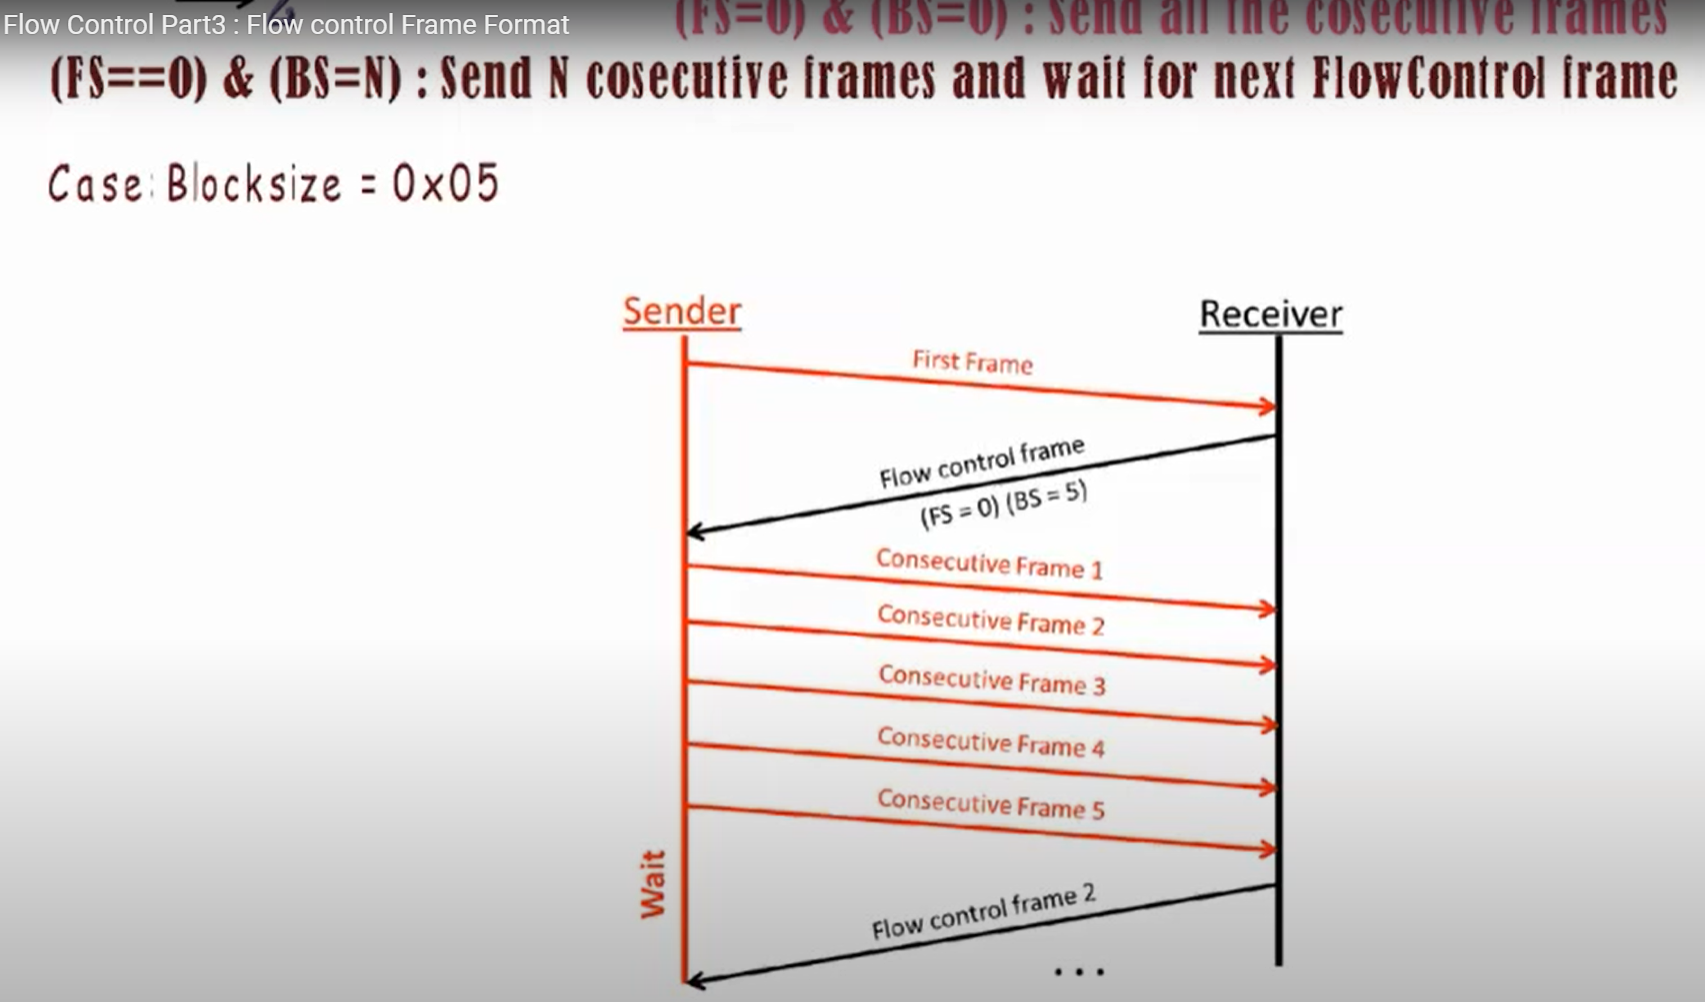 Flow Control Part3 : Flow control Frame Format
(FS=0) & (BS=0) : Send all the cosecutive frames
(FS==0) & (BS=N) : Send N cosecutive frames and wait for next FlowControl frame
Case: Blocksize = 0x05
Sender
Receiver
First Frame
Flow control frame
(FS = 0) (BS = 5)
Consecutive Frame 1
Consecutive Frame 2
Consecutive Frame 3
Consecutive Frame 4
Consecutive Frame 5
Wait
Flow control frame 2
...